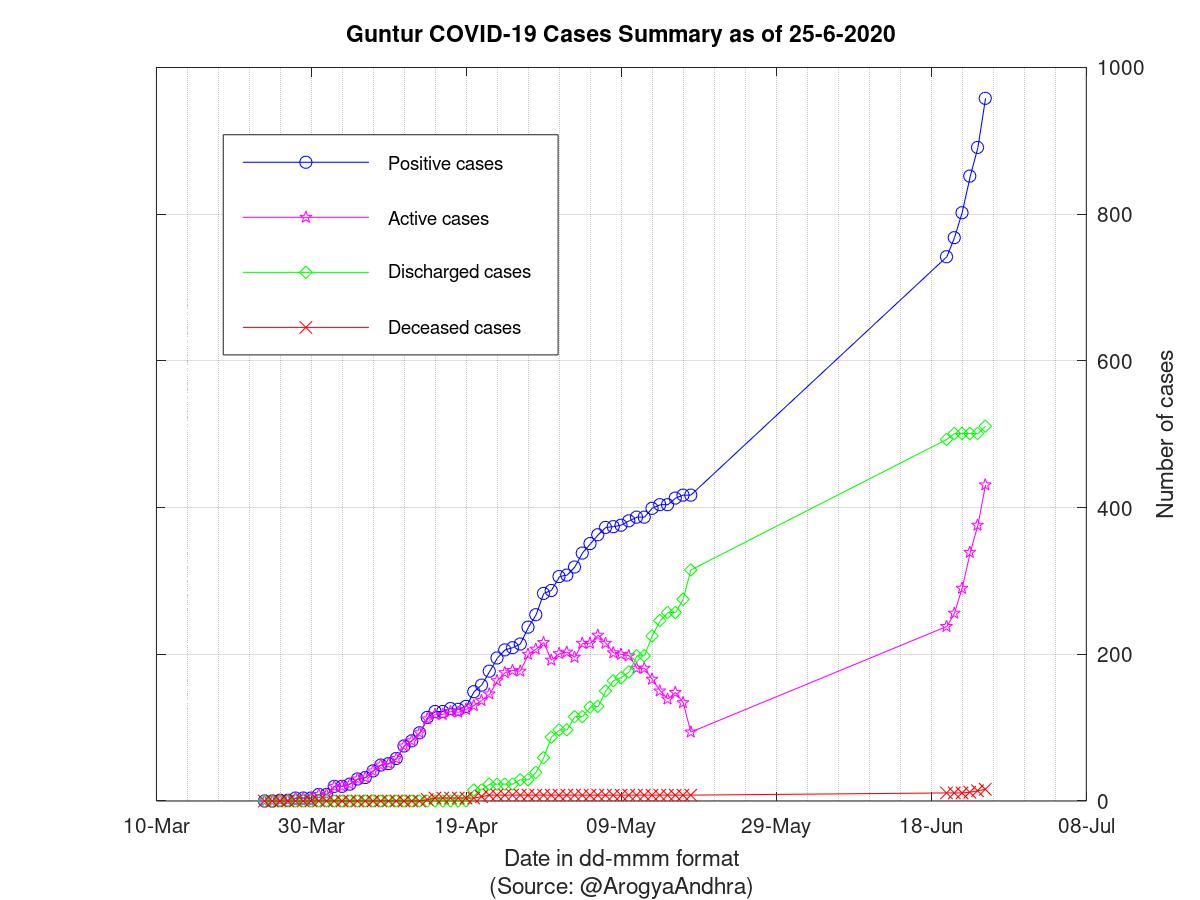 Guntur COVID-19 Cases Summary as of 25-6-2020
1000
Positive cases
800
Active cases
Discharged cases
Deceased cases
600
Number of cases
400
200
0
10-Mar 30-Mar 19-Apr 09-May 29-May 18-Jun 08-Jul
Date in dd-mmm format
(Source: @ArogyaAndhra)